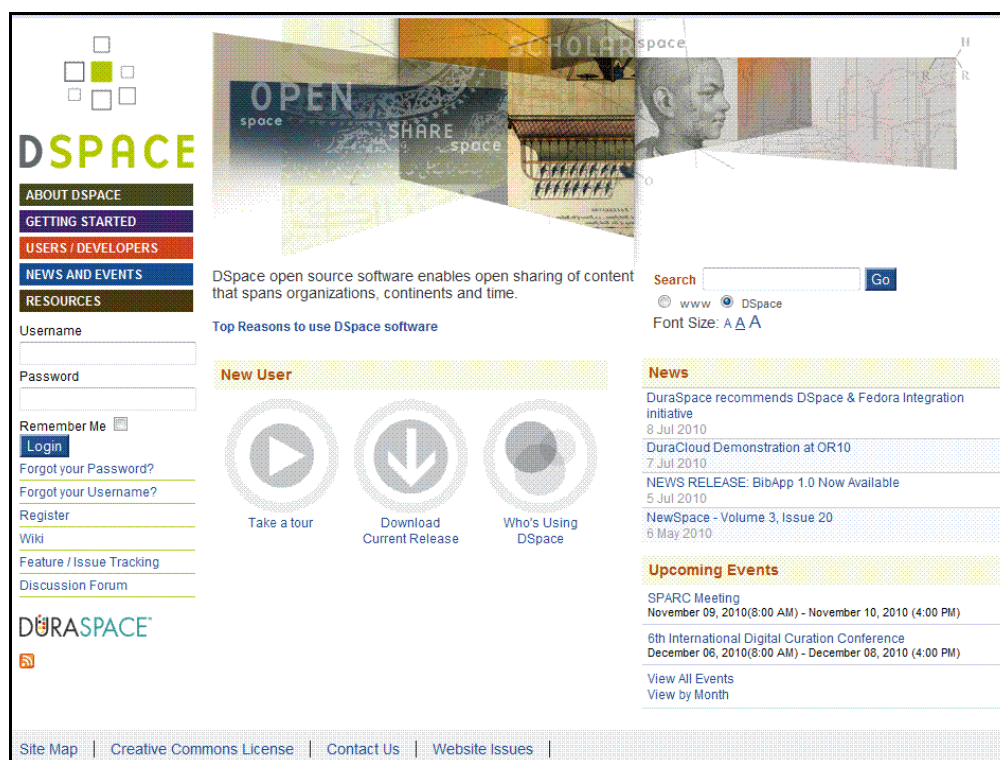 SCHOLAR space
OPEN
space
SHARE
space
H
R R R
O
DSPACE
ABOUT DSPACE
GETTING STARTED
USERS / DEVELOPERS
NEWS AND EVENTS
RESOURCES
Username
Password
Remember Me
Login
Forgot your Password?
Forgot your Username?
Register
Wiki
Feature / Issue Tracking
Discussion Forum
DURASPACE
DSpace open source software enables open sharing of content
that spans organizations, continents and time.
Top Reasons to use DSpace software
New User
Take a tour
Download
Current Release
Who's Using
DSpace
Search
Go
www DSpace
Font Size: A A A
News
DuraSpace recommends DSpace & Fedora Integration
initiative
8 Jul 2010
DuraCloud Demonstration at OR10
7 Jul 2010
NEWS RELEASE: BibApp 1.0 Now Available
5 Jul 2010
NewSpace - Volume 3, Issue 20
6 May 2010
Upcoming Events
SPARC Meeting
November 09, 2010(8:00 AM) - November 10, 2010 (4:00 PM)
6th International Digital Curation Conference
December 06, 2010(8:00 AM) - December 08, 2010 (4:00 PM)
View All Events
View by Month
Site Map | Creative Commons License | Contact Us | Website Issues |